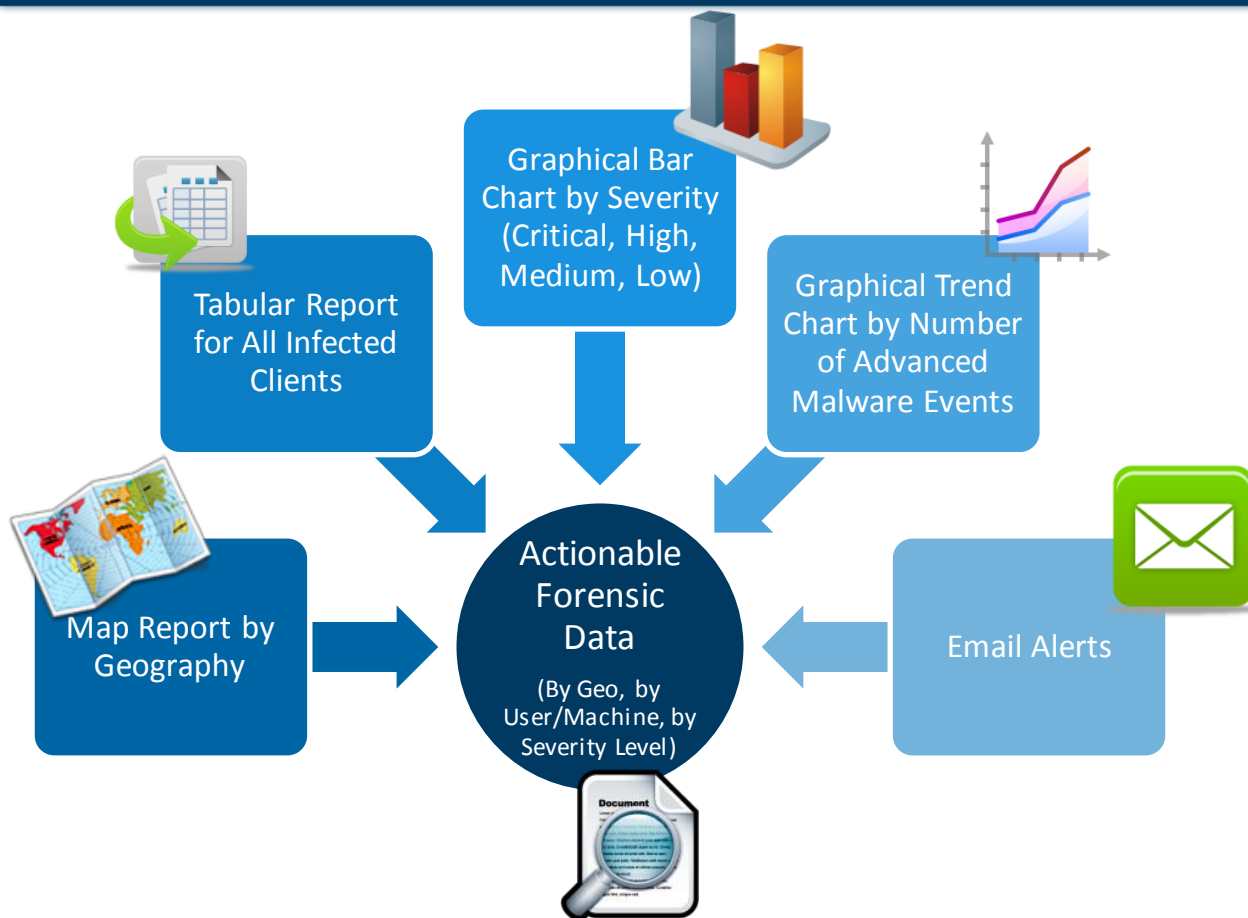 Graphical Bar
Chart by Severity
(Critical, High,
Medium, Low)
Tabular Report
for All Infected
Clients
Graphical Trend
Chart by Number
of Advanced
Malware Events
Map Report by
Geography
Actionable
Forensic
Data
(By Geo, by
User/Machine, by
Severity Level)
Email Alerts
Document